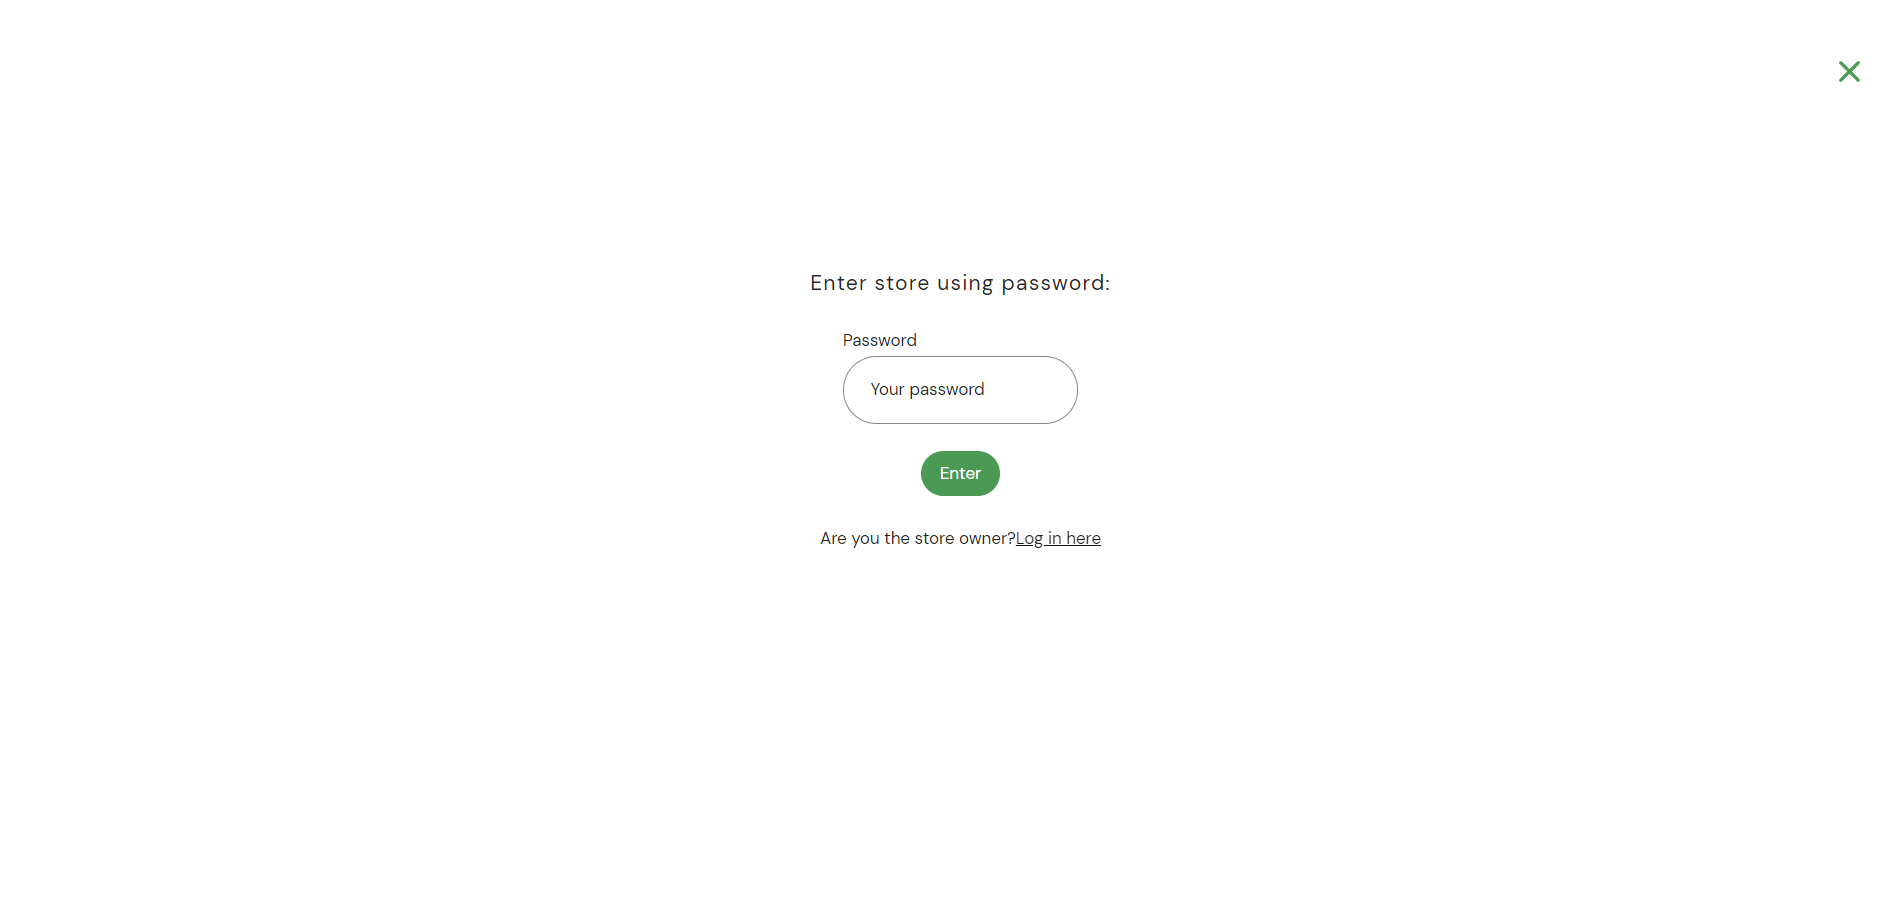 Enter store using password:
Password
Your password
Enter
Are you the store owner?Log in here